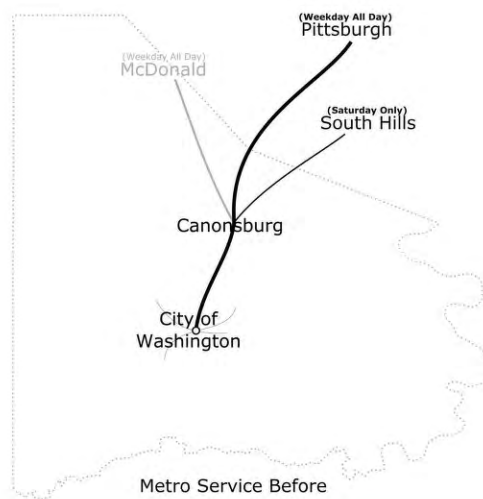 (Weekday All Day)
Pittsburgh
(Weekday All Day)
McDonald
(Saturday Only)
South Hills
Canonsburg
City of
Washington
Metro Service Before